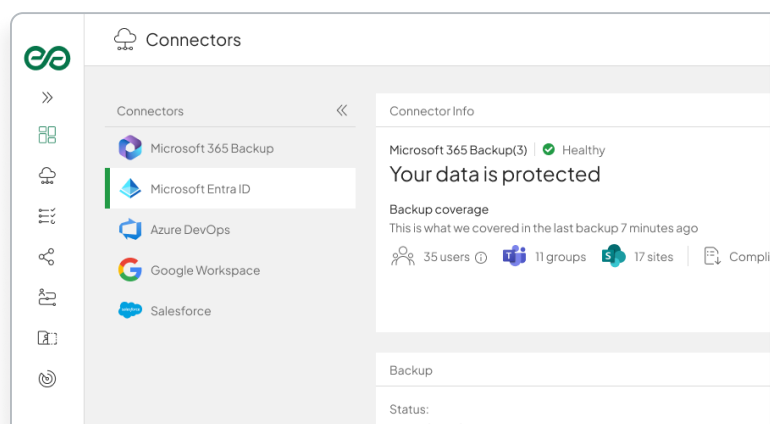 Connectors
Connectors
Microsoft 365 Backup
Microsoft Entra ID
Azure DevOps
Google Workspace
salesforce
Salesforce
Connector Info
Microsoft 365 Backup(3) Healthy
Your data is protected
Backup coverage
This is what we covered in the last backup 7 minutes ago
35 users T 11 groups S 17 sites Compli
Backup
Status: